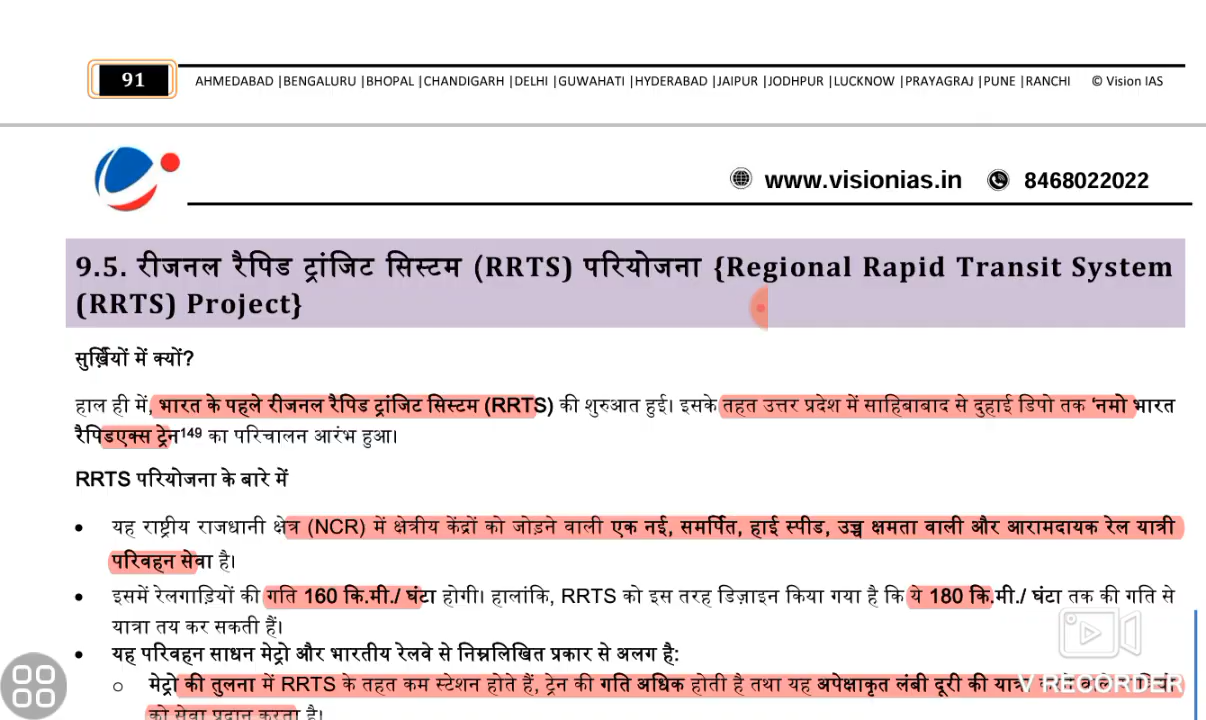 91
AHMEDABAD |BENGALURU |BHOPAL |CHANDIGARH |DELHI |GUWAHATI |HYDERABAD |JAIPUR |JODHPUR |LUCKNOW |PRAYAGRAJ |PUNE |RANCHI © Vision IAS
www.visionias.in 8468022022
9.5. रीजनल रैपिड ट्रांजिट सिस्टम (RRTS) परियोजना {Regional Rapid Transit System
(RRTS) Project}
सुर्ख़ियों में क्यों?
हाल ही में, भारत के पहले रीजनल रैपिड ट्रांजिट सिस्टम (RRTS) की शुरुआत हुई। इसके तहत उत्तर प्रदेश में साहिबाबाद से दुहाई डिपो तक 'नमो भारत
रैपिडएक्स ट्रेन149 का परिचालन आरंभ हुआ।
RRTS परियोजना के बारे में
• यह राष्ट्रीय राजधानी क्षेत्र (NCR) में क्षेत्रीय केंद्रों को जोड़ने वाली एक नई, समर्पित, हाई स्पीड, उच्च क्षमता वाली और आरामदायक रेल यात्री
परिवहन सेवा है।
• इसमें रेलगाड़ियों की गति 160 कि.मी./ घंटा होगी। हालांकि, RRTS को इस तरह डिज़ाइन किया गया है कि ये 180 कि.मी./ घंटा तक की गति से
यात्रा तय कर सकती हैं।
• यह परिवहन साधन मेट्रो और भारतीय रेलवे से निम्नलिखित प्रकार से अलग है:
○ मेट्रो की तुलना में RRTS के तहत कम स्टेशन होते हैं, ट्रेन की गति अधिक होती है तथा यह अपेक्षाकृत लंबी दूरी की यात्रा
को सेवा प्रदान करता है।
V RECORDER